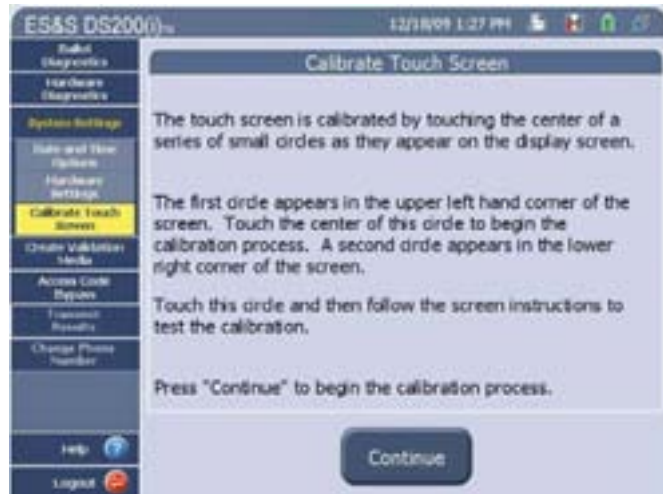 ES&S DS200(i)™ 12/18/09 1:27 PM
Ballot
Diagnostics
Hardware
Diagnostics
System Settings
Date and Time
Options
Hardware
Settings
Calibrate Touch
Screen
Create Validation
Media
Access Code
Bypass
Transmit
Results
Change Phone
Number
Help
Logout
Calibrate Touch Screen
The touch screen is calibrated by touching the center of a
series of small circles as they appear on the display screen.
The first circle appears in the upper left hand corner of the
screen. Touch the center of this circle to begin the
calibration process. A second circle appears in the lower
right corner of the screen.
Touch this circle and then follow the screen instructions to
test the calibration.
Press "Continue" to begin the calibration process.
Continue